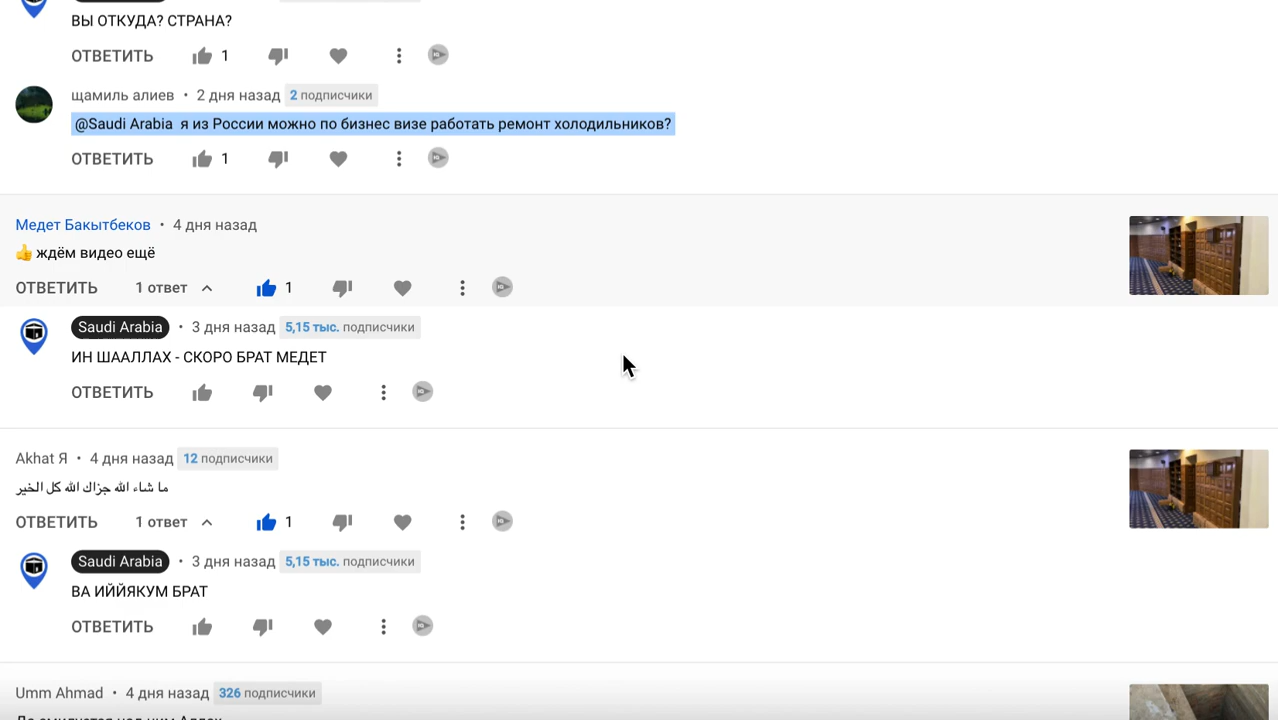 ВЫ ОТКУДА? СТРАНА?
ОТВЕТИТЬ 1
щамиль алиев • 2 дня назад 2 подписчики
@Saudi Arabia я из России можно по бизнес визе работать ремонт холодильников?
ОТВЕТИТЬ 1
Медет Бакытбеков • 4 дня назад
👍 ждём видео ещё
ОТВЕТИТЬ 1 ответ 1
Saudi Arabia • 3 дня назад 5,15 тыс. подписчики
ИН ШААЛЛАХ - СКОРО БРАТ МЕДЕТ
ОТВЕТИТЬ
Akhat Я • 4 дня назад 12 подписчики
ما شاء الله جزاك الله كل الخير
ОТВЕТИТЬ 1 ответ 1
Saudi Arabia • 3 дня назад 5,15 тыс. подписчики
ВА ИЙЙЯКУМ БРАТ
ОТВЕТИТЬ
Umm Ahmad • 4 дня назад 326 подписчики